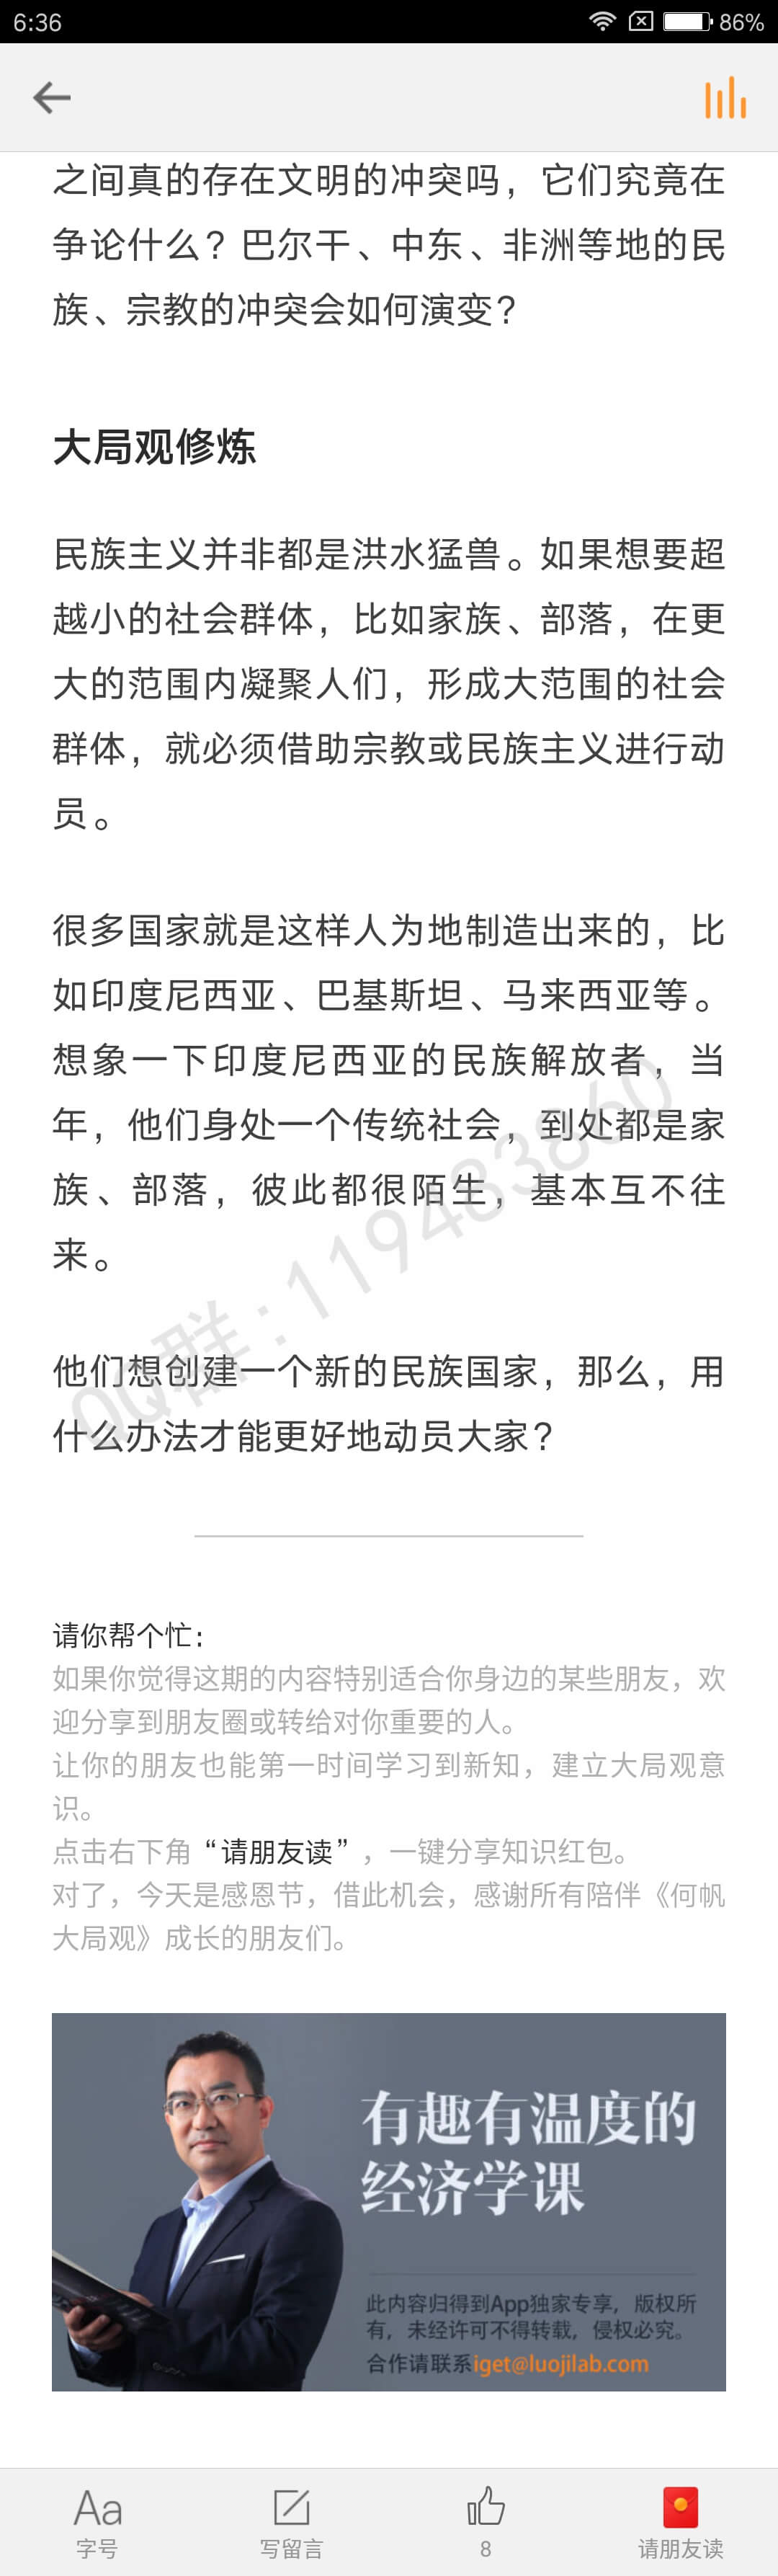 6:36
86%
之间真的存在文明的冲突吗，它们究竟在
争论什么？巴尔干、中东、非洲等地的民
族、宗教的冲突会如何演变？
大局观修炼
民族主义并非都是洪水猛兽。如果想要超
越小的社会群体，比如家族、部落，在更
大的范围内凝聚人们，形成大范围的社会
群体，就必须借助宗教或民族主义进行动
员。
很多国家就是这样人为地制造出来的，比
如印度尼西亚、巴基斯坦、马来西亚等。
想象一下印度尼西亚的民族解放者，当
年，他们身处一个传统社会，到处都是家
族、部落，彼此都很陌生，基本互不往
来。
QQ群:119483860
他们想创建一个新的民族国家，那么，用
什么办法才能更好地动员大家？
请你帮个忙：
如果你觉得这期的内容特别适合你身边的某些朋友，欢
迎分享到朋友圈或转给对你重要的人。
让你的朋友也能第一时间学习到新知，建立大局观意
识。
点击右下角“请朋友读”，一键分享知识红包。
对了，今天是感恩节，借此机会，感谢所有陪伴《何帆
大局观》成长的朋友们。
有趣有温度的
经济学课
此内容归得到App独家专享，版权所
有，未经许可不得转载，侵权必究。
合作请联系iget@luojilab.com
Aa
字号
写留言
8
请朋友读